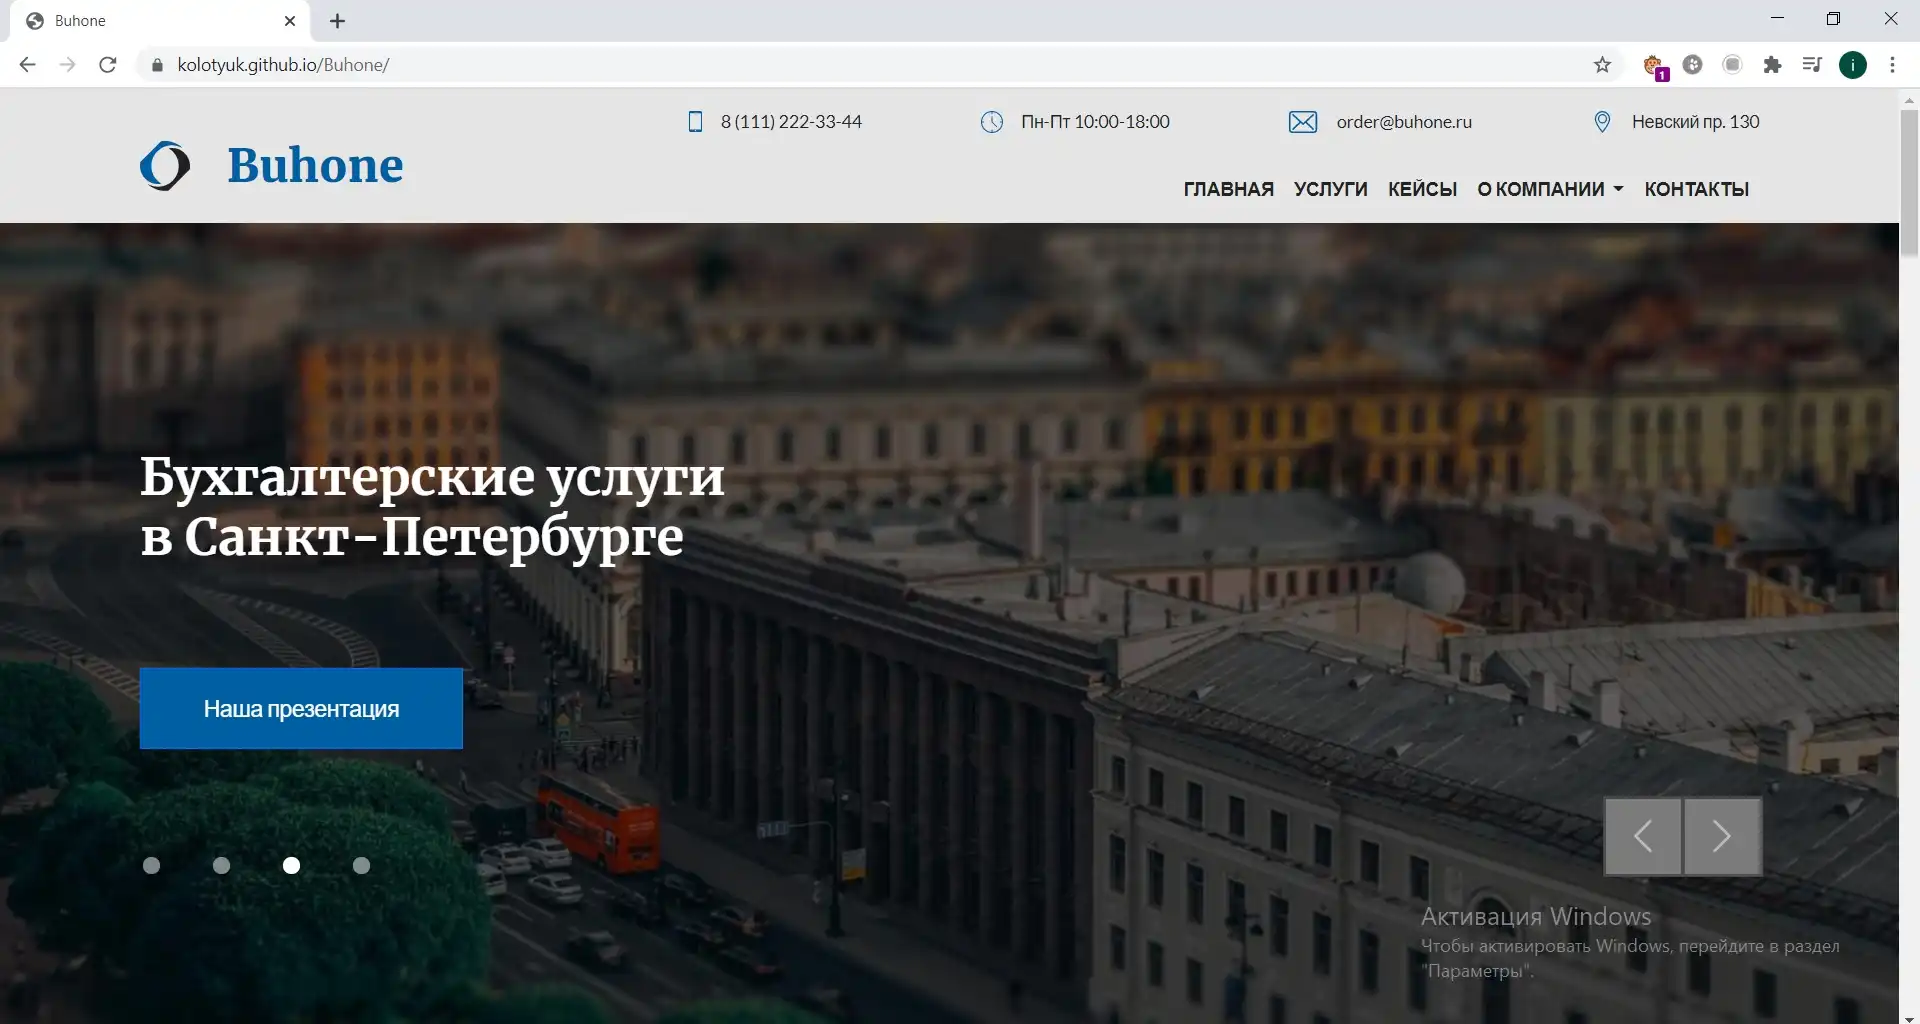 Buhone
kolotyuk.github.io/Buhone/
1
i
8 (111) 222-33-44
Пн-Пт 10:00-18:00
order@buhone.ru
Невский пр. 130
Buhone
ГЛАВНАЯ УСЛУГИ КЕЙСЫ О КОМПАНИИ КОНТАКТЫ
Бухгалтерские услуги
в Санкт-Петербурге
Наша презентация
Активация Windows
Чтобы активировать Windows, перейдите в раздел
"Параметры".